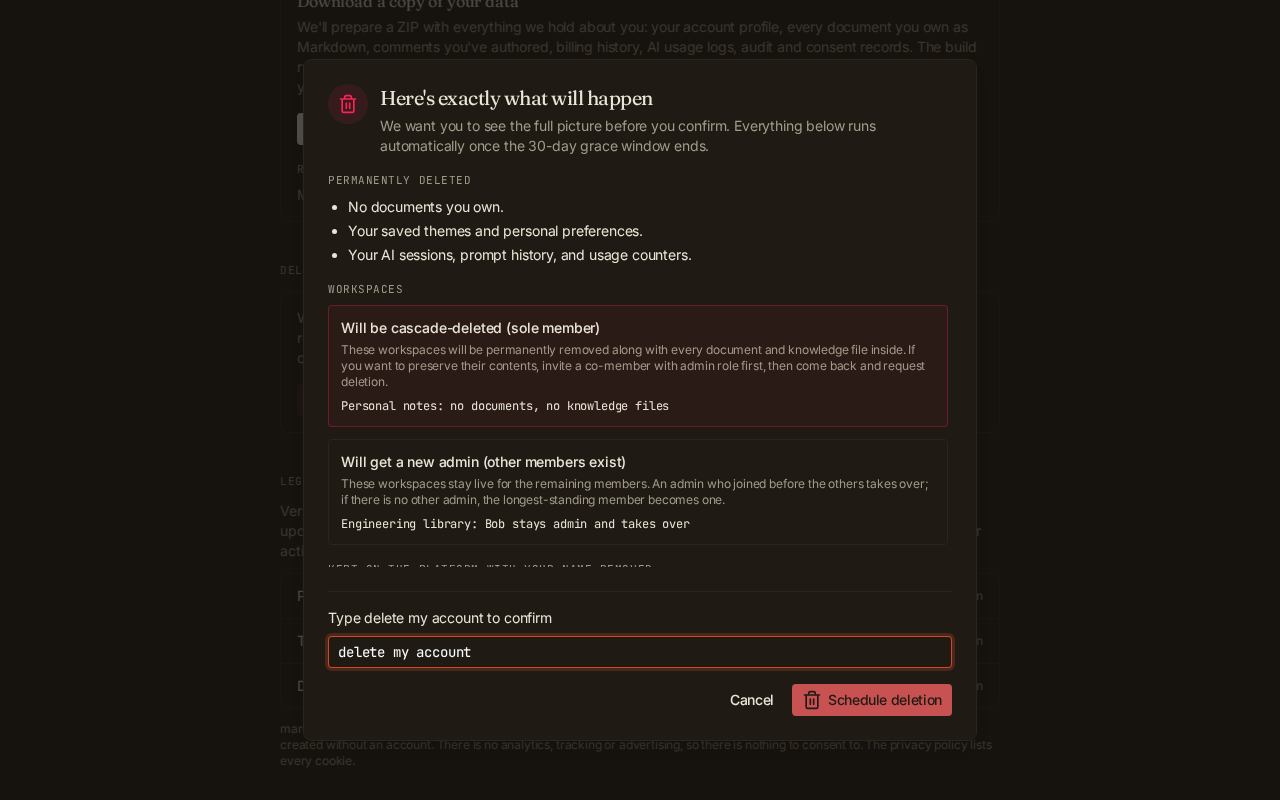 Download a copy of your data
We'll prepare a ZIP with everything we hold about you: your account profile, every document you own as
Markdown, comments you've authored, billing history, AI usage logs, audit and consent records. The build
Here's exactly what will happen
We want you to see the full picture before you confirm. Everything below runs
automatically once the 30-day grace window ends.
PERMANENTLY DELETED
• No documents you own.
• Your saved themes and personal preferences.
• Your AI sessions, prompt history, and usage counters.
WORKSPACES
Will be cascade-deleted (sole member)
These workspaces will be permanently removed along with every document and knowledge file inside. If
you want to preserve their contents, invite a co-member with admin role first, then come back and request
deletion.
Personal notes: no documents, no knowledge files
Will get a new admin (other members exist)
These workspaces stay live for the remaining members. An admin who joined before the others takes over;
if there is no other admin, the longest-standing member becomes one.
Engineering library: Bob stays admin and takes over
KEPT ON THE PLATFORM WITH YOUR NAME REMOVED
Type delete my account to confirm
delete my account
Cancel
Schedule deletion
created without an account. There is no analytics, tracking or advertising, so there is nothing to consent to. The privacy policy lists
every cookie.